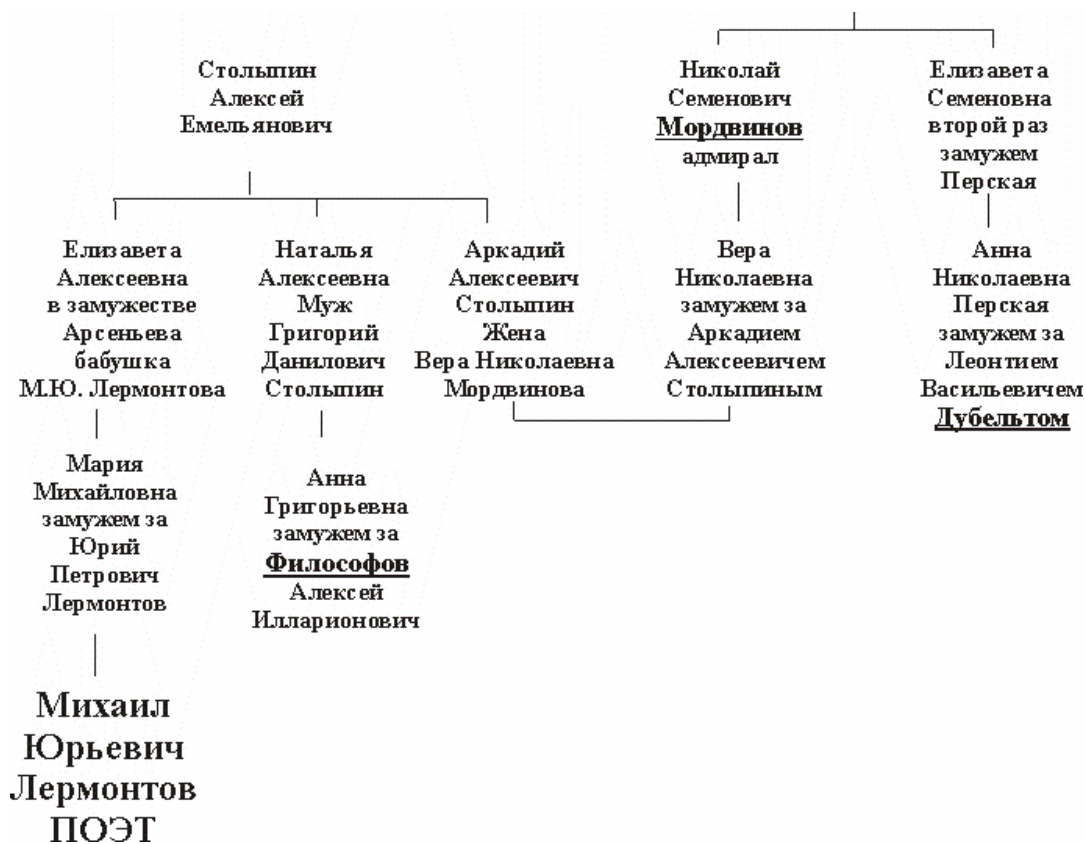 Столыпин
Алексей
Емельянович
Николай
Семенович
Мордвинов
адмирал
Елизавета
Семеновна
второй раз
замужем
Перская
Елизавета
Алексеевна
в замужестве
Арсеньева
бабушка
М.Ю. Лермонтова
Наталья
Алексеевна
Муж
Григорий
Данилович
Столыпин
Аркадий
Алексеевич
Столыпин
Жена
Вера Николаевна
Мордвинова
Вера
Николаевна
замужем за
Аркадием
Алексеевичем
Столыпиным
Анна
Николаевна
Перская
замужем за
Леонтием
Васильевичем
Дубельтом
Мария
Михайловна
замужем за
Юрий
Петрович
Лермонтов
Анна
Григорьевна
замужем за
Философов
Алексей
Илларионович
Михаил
Юрьевич
Лермонтов
ПОЭТ